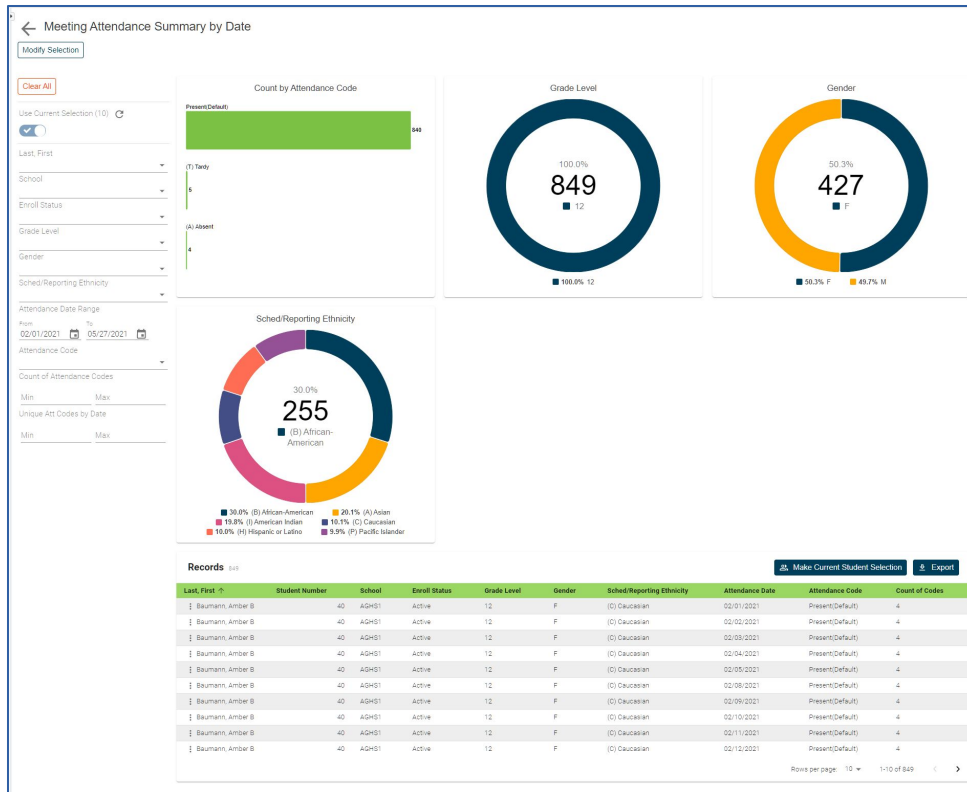 Meeting Attendance Summary by Date
Modify Selection
Clear All
Use Current Selection (10)
Last, First
School
Enroll Status
Grade Level
Gender
Sched/Reporting Ethnicity
Attendance Date Range
From To
02/01/2021 05/27/2021
Attendance Code
Count of Attendance Codes
Min Max
Unique Att Codes by Date
Min Max
Count by Attendance Code
Present(Default)
840
(T) Tardy
5
(A) Absent
4
Grade Level
100.0%
849
12
100.0% 12
Gender
50.3%
427
F
50.3% F 49.7% M
Sched/Reporting Ethnicity
30.0%
255
(B) African-
American
30.0% (B) African-American 20.1% (A) Asian
19.8% (I) American Indian 10.1% (C) Caucasian
10.0% (H) Hispanic or Latino 9.9% (P) Pacific Islander
Records 849 Make Current Student Selection Export
Last, First Student Number School Enroll Status Grade Level Gender Sched/Reporting Ethnicity Attendance Date Attendance Code Count of Codes
Baumann, Amber B 40 AGHS1 Active 12 F (C) Caucasian 02/01/2021 Present(Default) 4
Baumann, Amber B 40 AGHS1 Active 12 F (C) Caucasian 02/02/2021 Present(Default) 4
Baumann, Amber B 40 AGHS1 Active 12 F (C) Caucasian 02/03/2021 Present(Default) 4
Baumann, Amber B 40 AGHS1 Active 12 F (C) Caucasian 02/04/2021 Present(Default) 4
Baumann, Amber B 40 AGHS1 Active 12 F (C) Caucasian 02/05/2021 Present(Default) 4
Baumann, Amber B 40 AGHS1 Active 12 F (C) Caucasian 02/08/2021 Present(Default) 4
Baumann, Amber B 40 AGHS1 Active 12 F (C) Caucasian 02/09/2021 Present(Default) 4
Baumann, Amber B 40 AGHS1 Active 12 F (C) Caucasian 02/10/2021 Present(Default) 4
Baumann, Amber B 40 AGHS1 Active 12 F (C) Caucasian 02/11/2021 Present(Default) 4
Baumann, Amber B 40 AGHS1 Active 12 F (C) Caucasian 02/12/2021 Present(Default) 4
Rows per page: 10 1-10 of 849